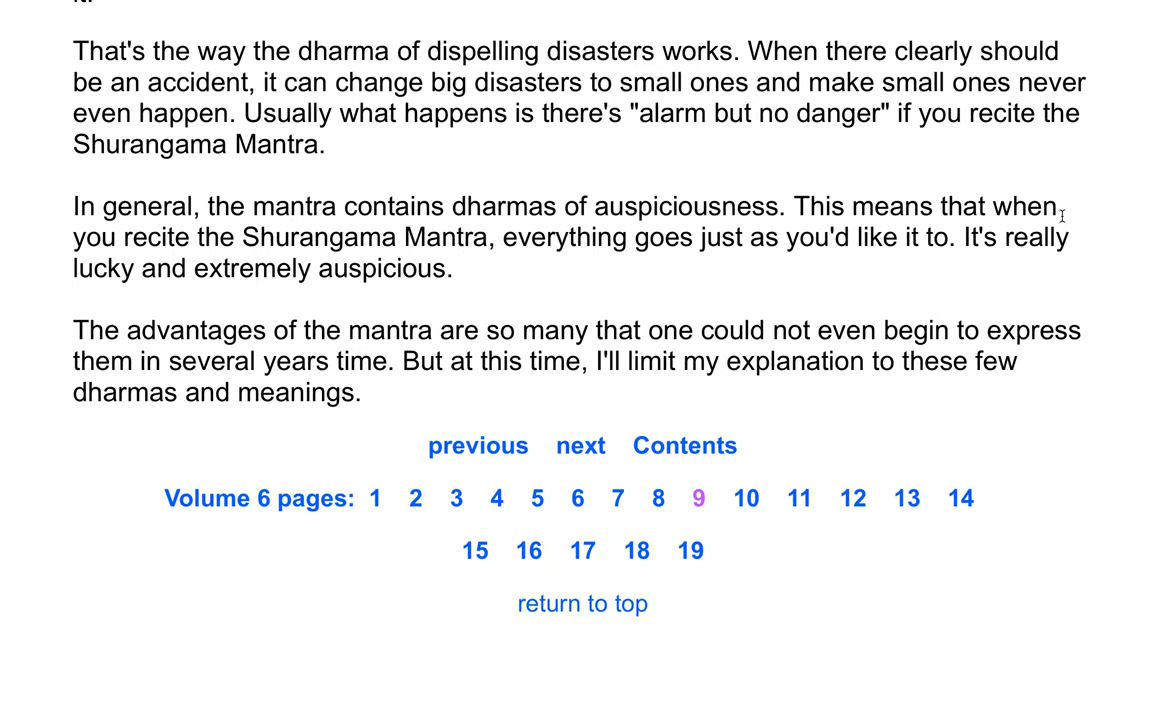 That's the way the dharma of dispelling disasters works. When there clearly should
be an accident, it can change big disasters to small ones and make small ones never
even happen. Usually what happens is there's "alarm but no danger" if you recite the
Shurangama Mantra.
In general, the mantra contains dharmas of auspiciousness. This means that when
you recite the Shurangama Mantra, everything goes just as you'd like it to. It's really
lucky and extremely auspicious.
The advantages of the mantra are so many that one could not even begin to express
them in several years time. But at this time, I'll limit my explanation to these few
dharmas and meanings.
previous next Contents
Volume 6 pages: 1 2 3 4 5 6 7 8 9 10 11 12 13 14
15 16 17 18 19
return to top